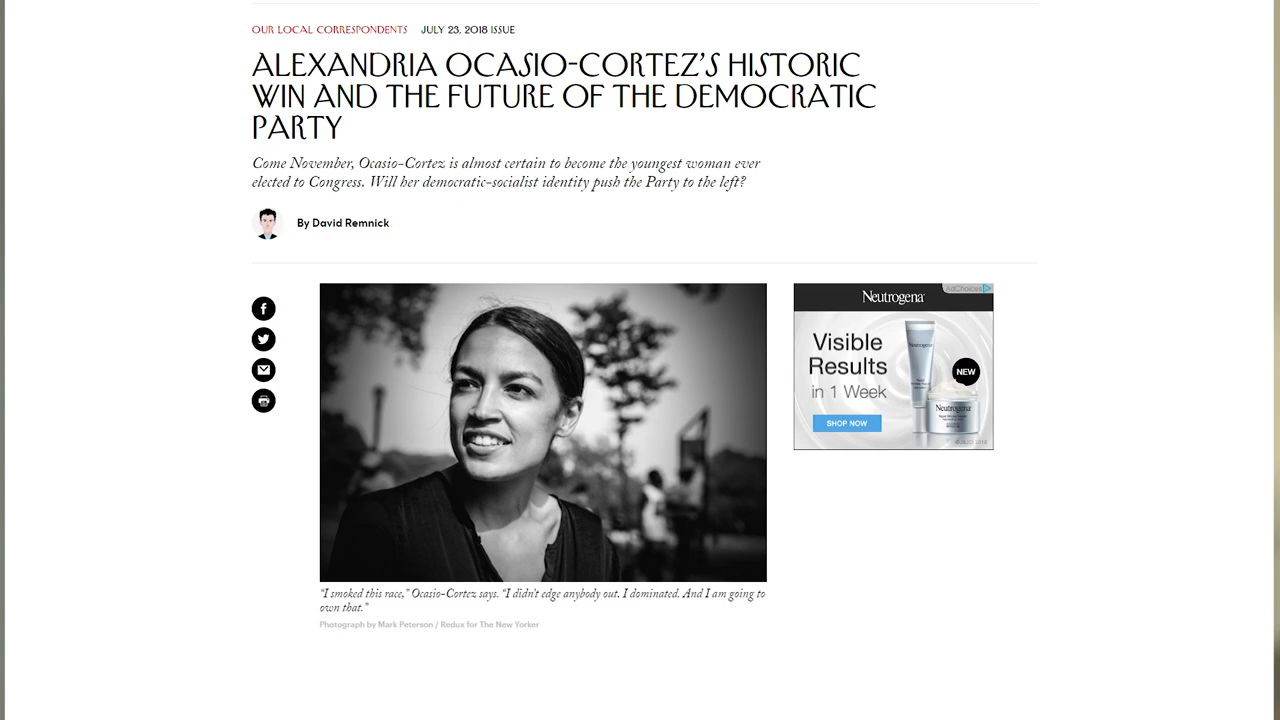 OUR LOCAL CORRESPONDENTS JULY 23, 2018 ISSUE
ALEXANDRIA OCASIO-CORTEZ'S HISTORIC
WIN AND THE FUTURE OF THE DEMOCRATIC
PARTY
Come November, Ocasio-Cortez is almost certain to become the youngest woman ever
elected to Congress. Will her democratic-socialist identity push the Party to the left?
By David Remnick
"I smoked this race," Ocasio-Cortez says. "I didn't edge anybody out. I dominated. And I am going to
own that."
Photograph by Mark Peterson / Redux for The New Yorker
AdChoices
Neutrogena
Visible
Results
in 1 Week
NEW
SHOP NOW
Neutrogena
Neutrogena